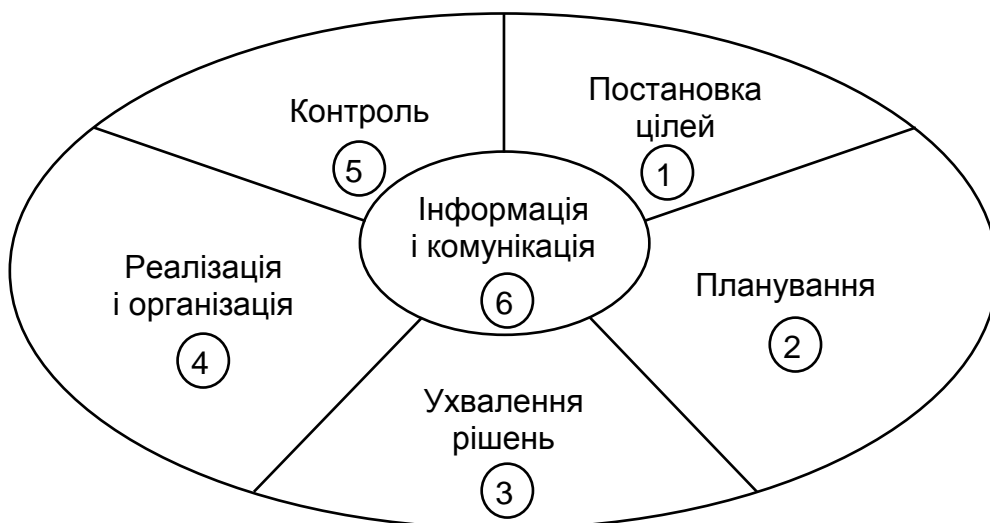 Постановка
цілей
1
Планування
2
Ухвалення
рішень
3
Реалізація
і організація
4
Контроль
5
Інформація
і комунікація
6